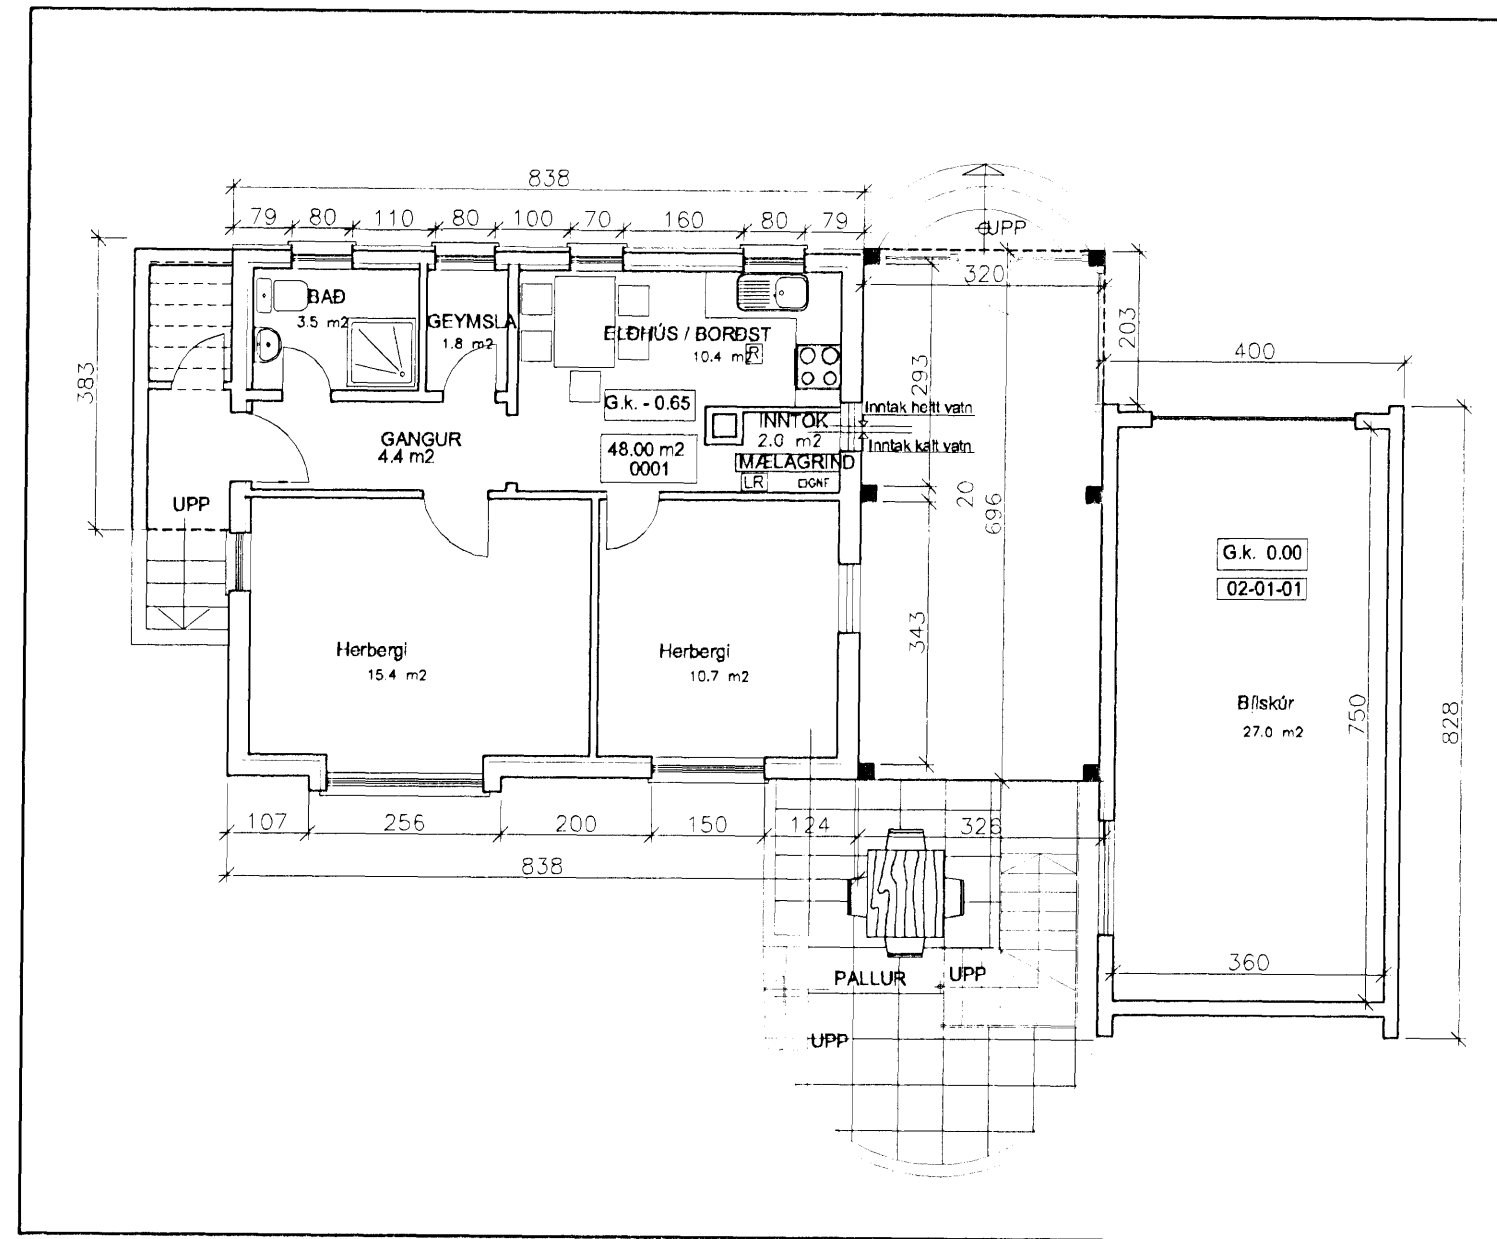 838
79 80 110 80 100 70 160 80 79
UPP
320
BAÐ
3.5 m2
GEYMSLA
1.8 m2
ELDHÚS / BORÐST
10.4 m2
R
203
400
383
293
G.k. - 0.65
Inntak heitt vatn
INNTÖK
2.0 m2
Inntak kalt vatn
GANGUR
4.4 m2
48.00 m2
0001
MÆLAGRIND
LR
GNF
UPP
20
696
G.k. 0.00
02-01-01
343
Herbergi
15.4 m2
Herbergi
10.7 m2
Bílskúr
27.0 m2
750
828
107 256 200 150 124 326
838
360
PALLUR
UPP
UPP